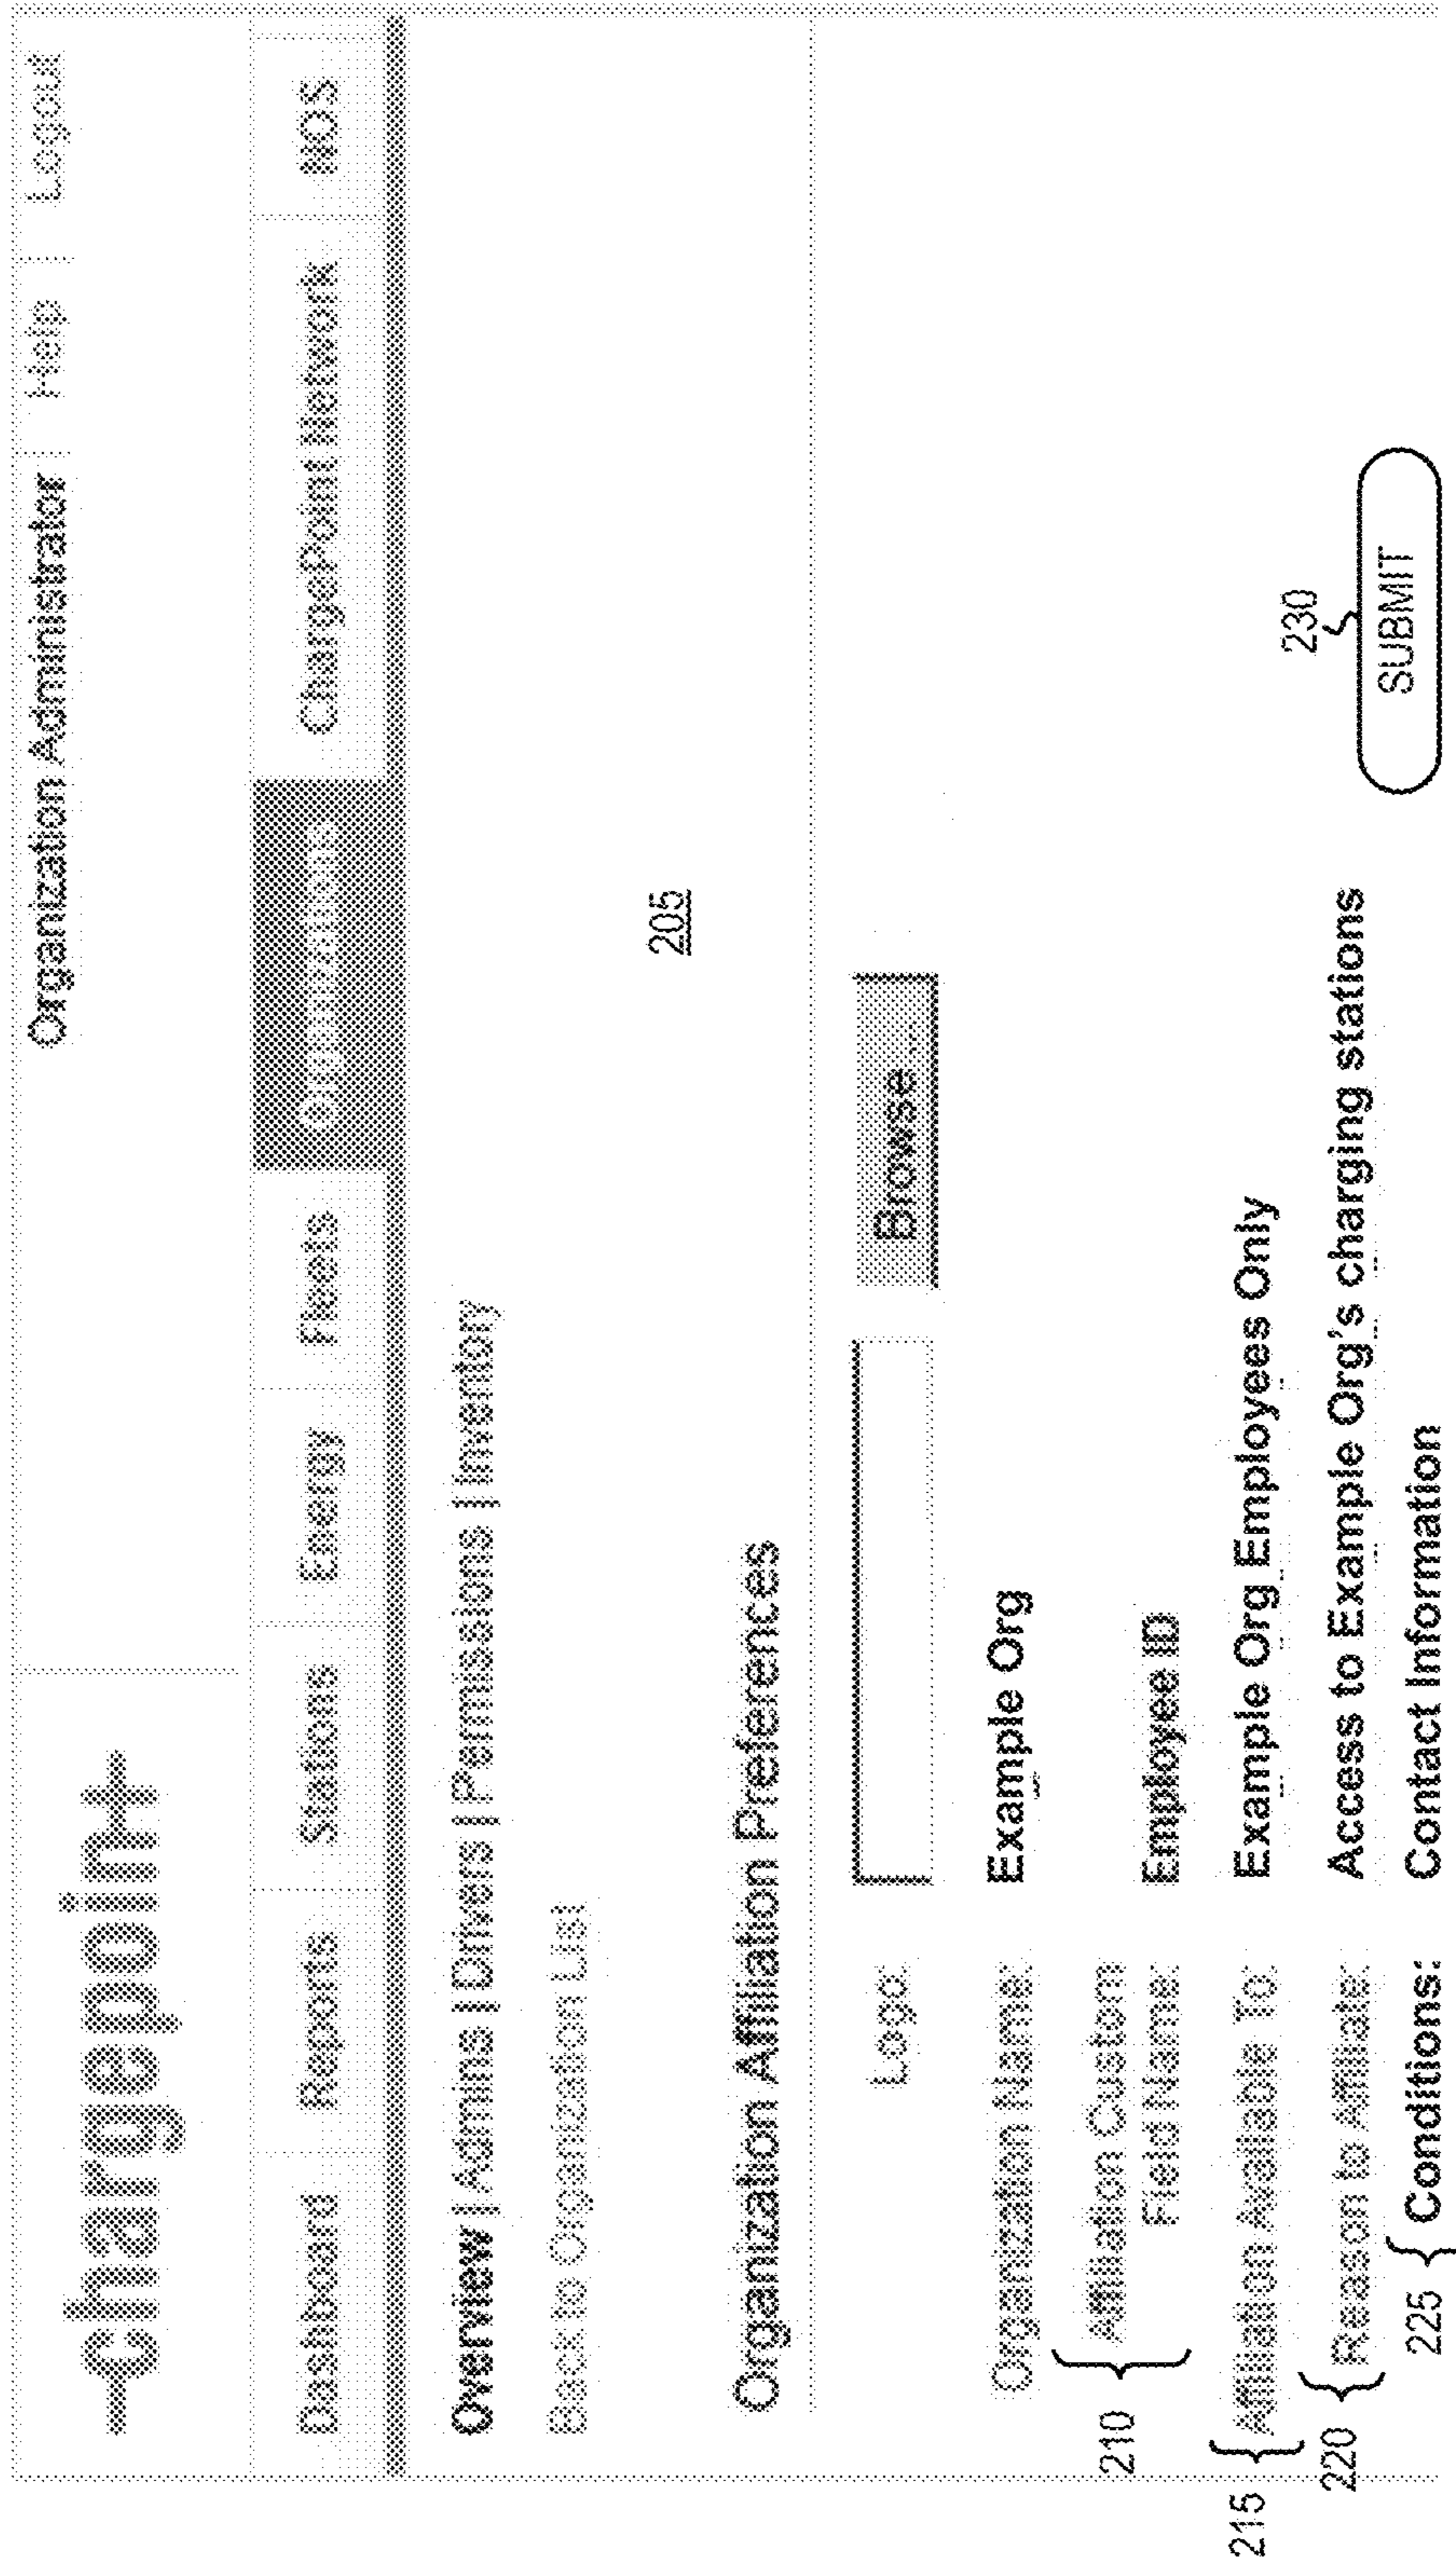 Organization Administrator | Help | Logout
-chargepoin+
Dashboard Reports Stations Energy Fleets Organizations ChargePoint Network NOS
Overview | Admins | Drivers | Permissions | Inventory
Back to Organization List
205
Organization Affiliation Preferences
Logo: Browse...
Organization Name: Example Org
210 Affiliation Custom
Field Name: Employee ID
215 Affiliation Available To: Example Org Employees Only
220 Reason to Affiliate: Access to Example Org's charging stations
225 Conditions: Contact Information
230
SUBMIT